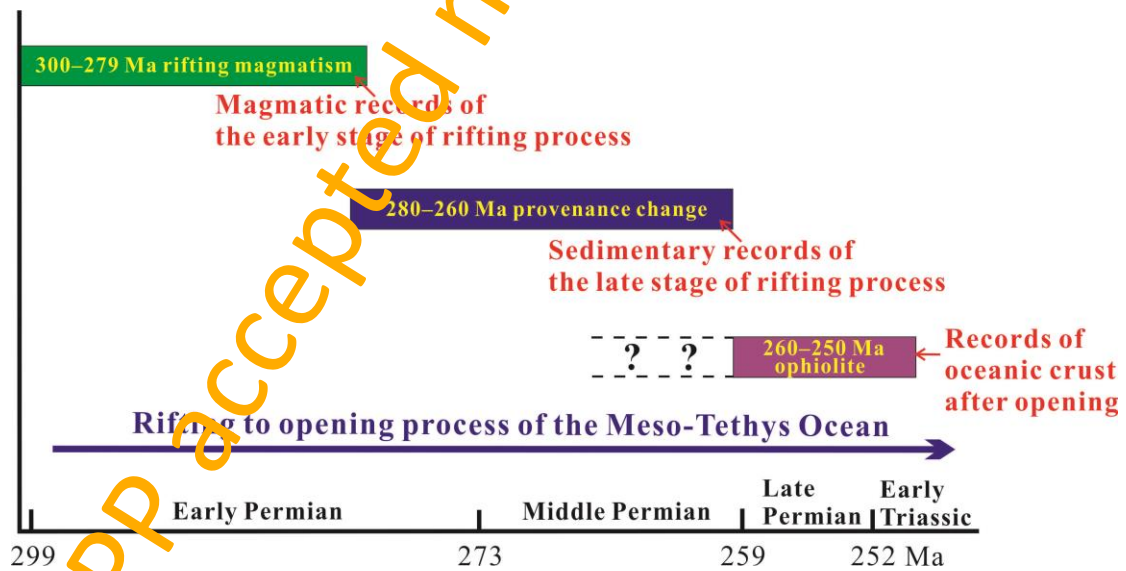 300–279 Ma rifting magmatism
Magmatic records of
the early stage of rifting process
280–260 Ma provenance change
Sedimentary records of
the late stage of rifting process
? ?
260–250 Ma
ophiolite
Records of
oceanic crust
after opening
Rifting to opening process of the Meso-Tethys Ocean
Early Permian
Middle Permian
Late
Permian
Early
Triassic
299
273
259
252 Ma
accepted